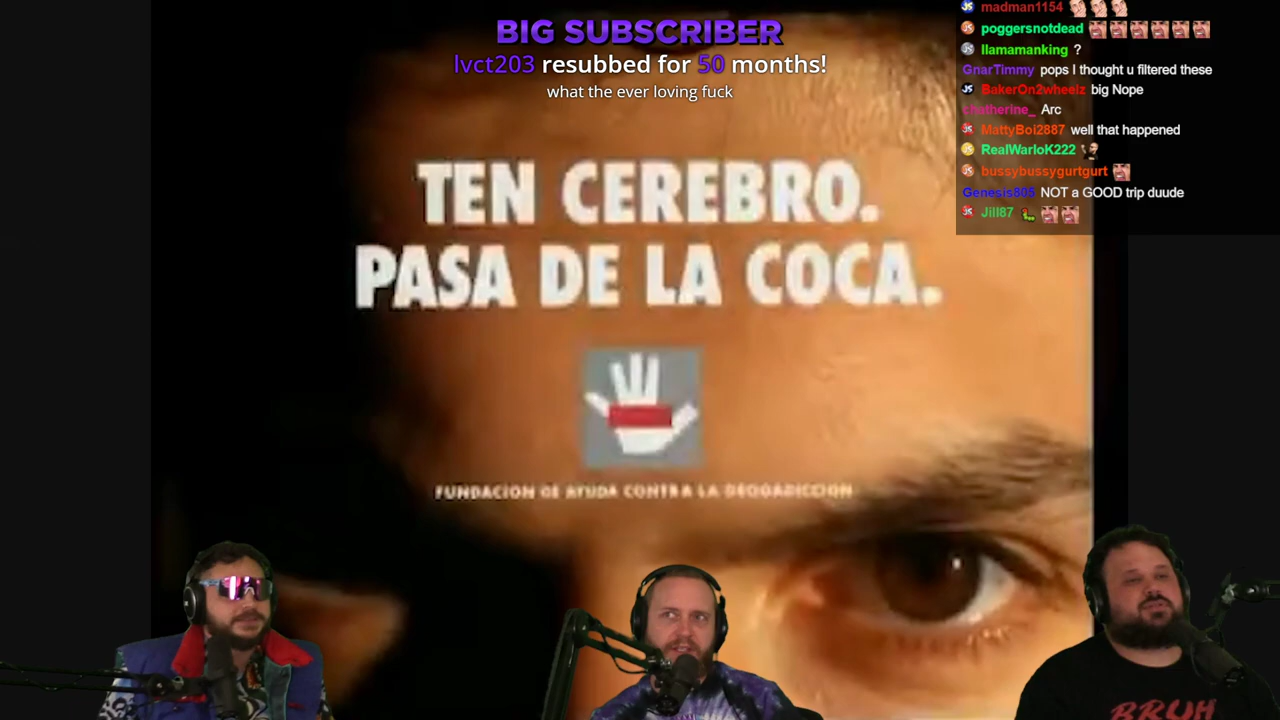 BIG SUBSCRIBER
lvct203 resubbed for 50 months!
what the ever loving fuck
madman1154
poggersnotdead
llamamanking ?
GnarTimmy pops I thought u filtered these
BakerOn2wheelz big Nope
chatherine_ Arc
MattyBoi2887 well that happened
RealWarloK222
bussybussygurtgurt
Genesis805 NOT a GOOD trip duude
Jill87
TEN CEREBRO.
PASA DE LA COCA.
FUNDACION DE AYUDA CONTRA LA DROGADICCION
BRUH